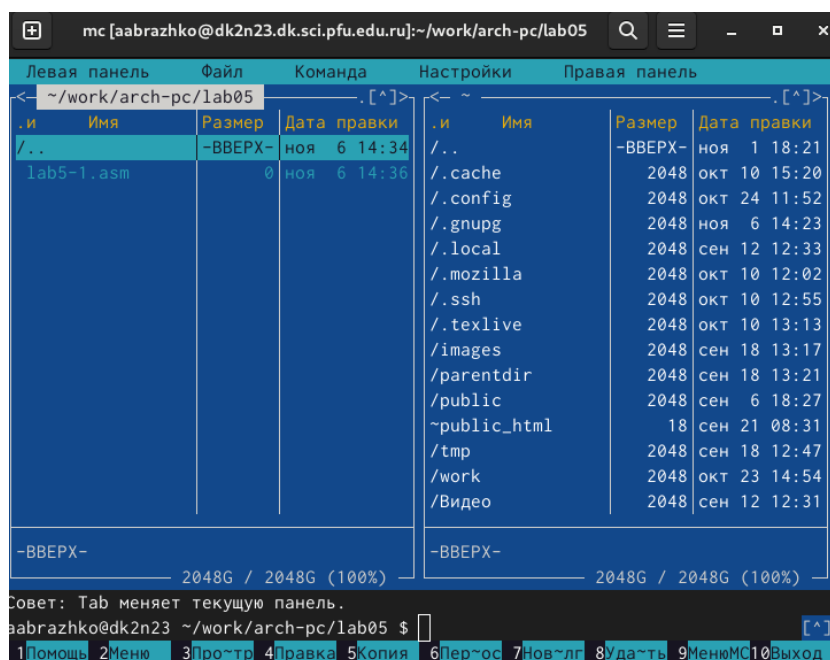 mc [aabrazhko@dk2n23.dk.sci.pfu.edu.ru]:~/work/arch-pc/lab05
Левая панель Файл Команда Настройки Правая панель
<- ~/work/arch-pc/lab05 .[^]>
.и Имя Размер Дата правки
/.. -ВВЕРХ- ноя 6 14:34
lab5-1.asm 0 ноя 6 14:36
-ВВЕРХ-
2048G / 2048G (100%)
<- ~ .[^]>
.и Имя Размер Дата правки
/.. -ВВЕРХ- ноя 1 18:21
/.cache 2048 окт 10 15:20
/.config 2048 окт 24 11:52
/.gnupg 2048 ноя 6 14:23
/.local 2048 сен 12 12:33
/.mozilla 2048 окт 10 12:02
/.ssh 2048 окт 10 12:55
/.texlive 2048 окт 10 13:13
/images 2048 сен 18 13:17
/parentdir 2048 сен 18 13:21
/public 2048 сен 6 18:27
~public_html 18 сен 21 08:31
/tmp 2048 сен 18 12:47
/work 2048 окт 23 14:54
/Видео 2048 сен 12 12:31
-ВВЕРХ-
2048G / 2048G (100%)
Совет: Tab меняет текущую панель.
aabrazhko@dk2n23 ~/work/arch-pc/lab05 $ [^]
1Помощь 2Меню 3Про~тр 4Правка 5Копия 6Пер~ос 7Нов~лг 8Уда~ть 9МенюМС 10Выход